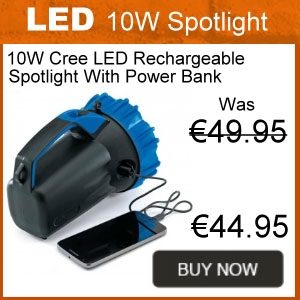 LED 10W Spotlight
10W Cree LED Rechargeable
Spotlight With Power Bank
Was
€49.95
€44.95
BUY NOW